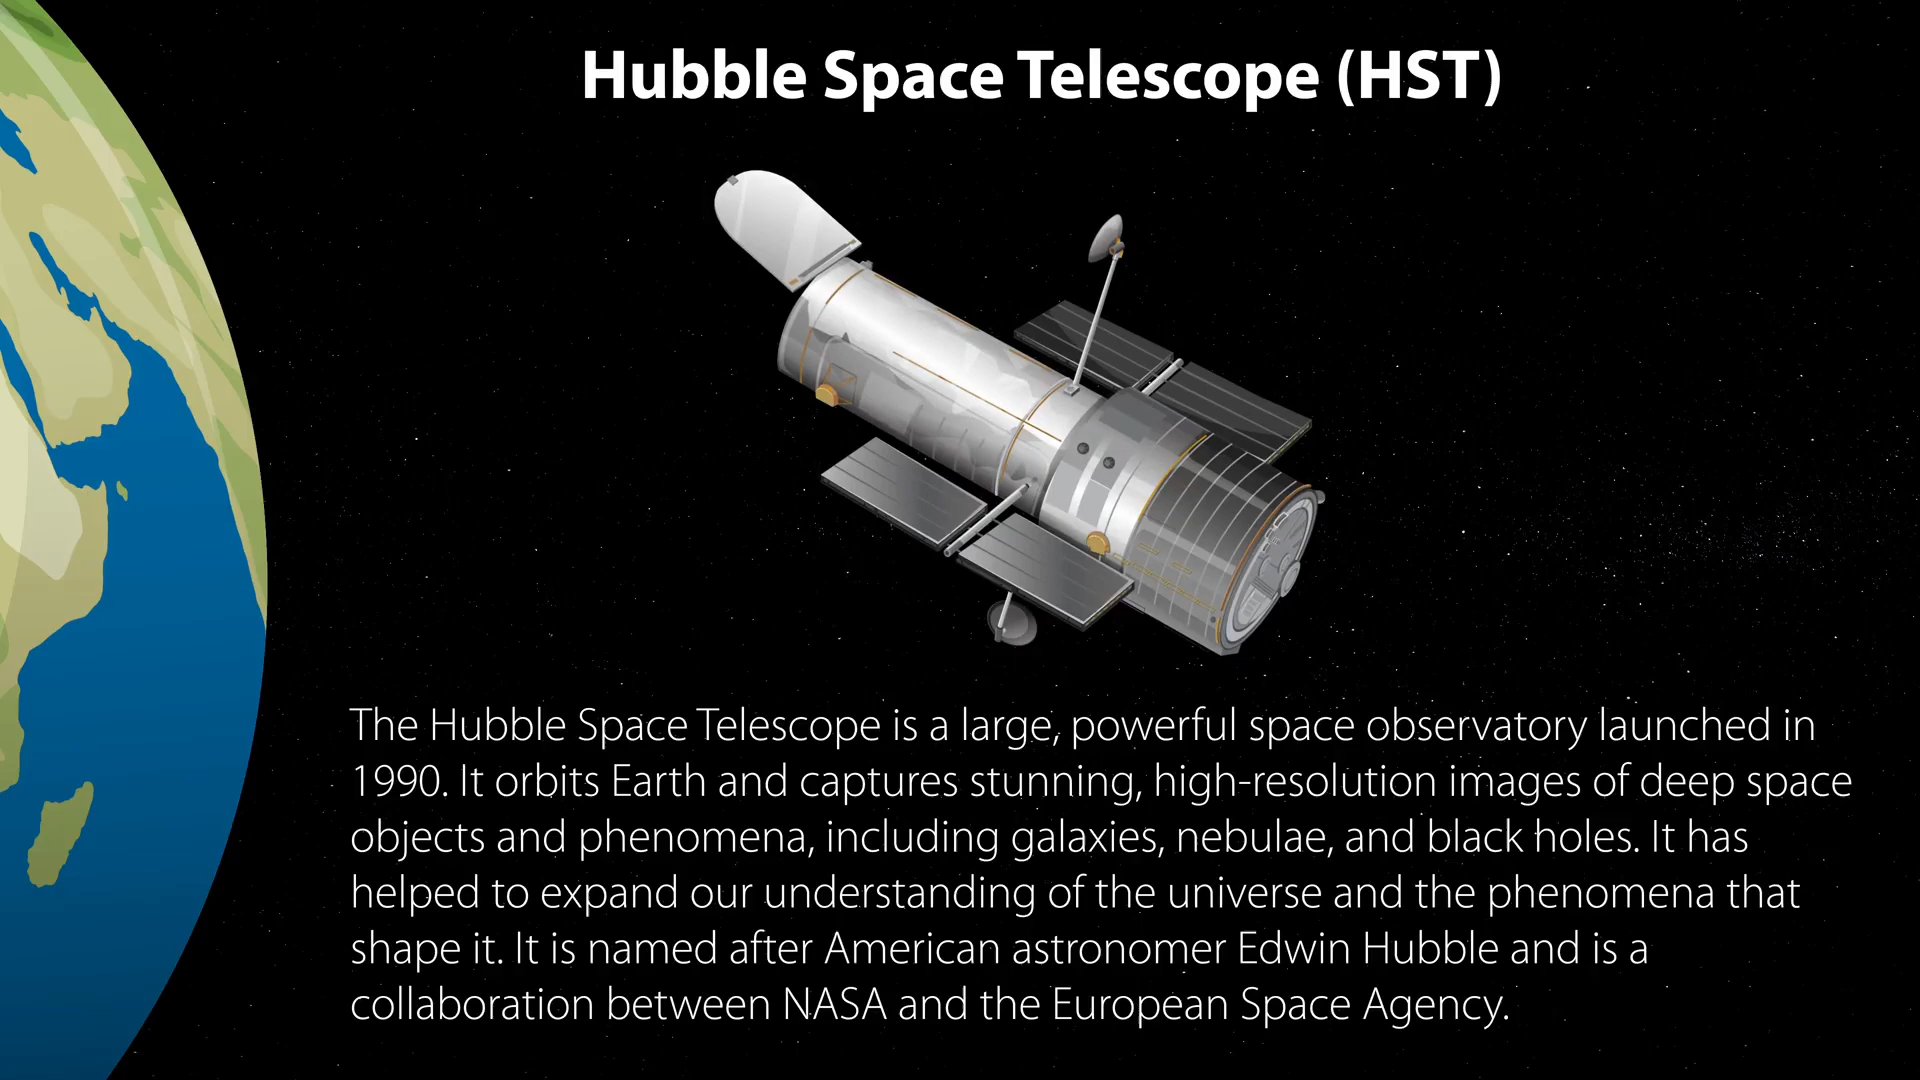 Hubble Space Telescope (HST)
The Hubble Space Telescope is a large, powerful space observatory launched in
1990. It orbits Earth and captures stunning, high-resolution images of deep space
objects and phenomena, including galaxies, nebulae, and black holes. It has
helped to expand our understanding of the universe and the phenomena that
shape it. It is named after American astronomer Edwin Hubble and is a
collaboration between NASA and the European Space Agency.